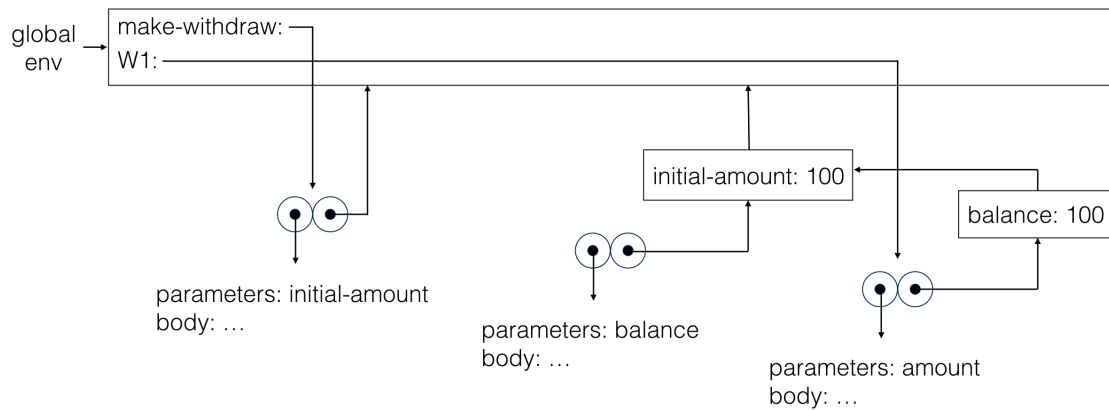 global
env
make-withdraw:
W1:
initial-amount: 100
balance: 100
parameters: initial-amount
body: …
parameters: balance
body: …
parameters: amount
body: …